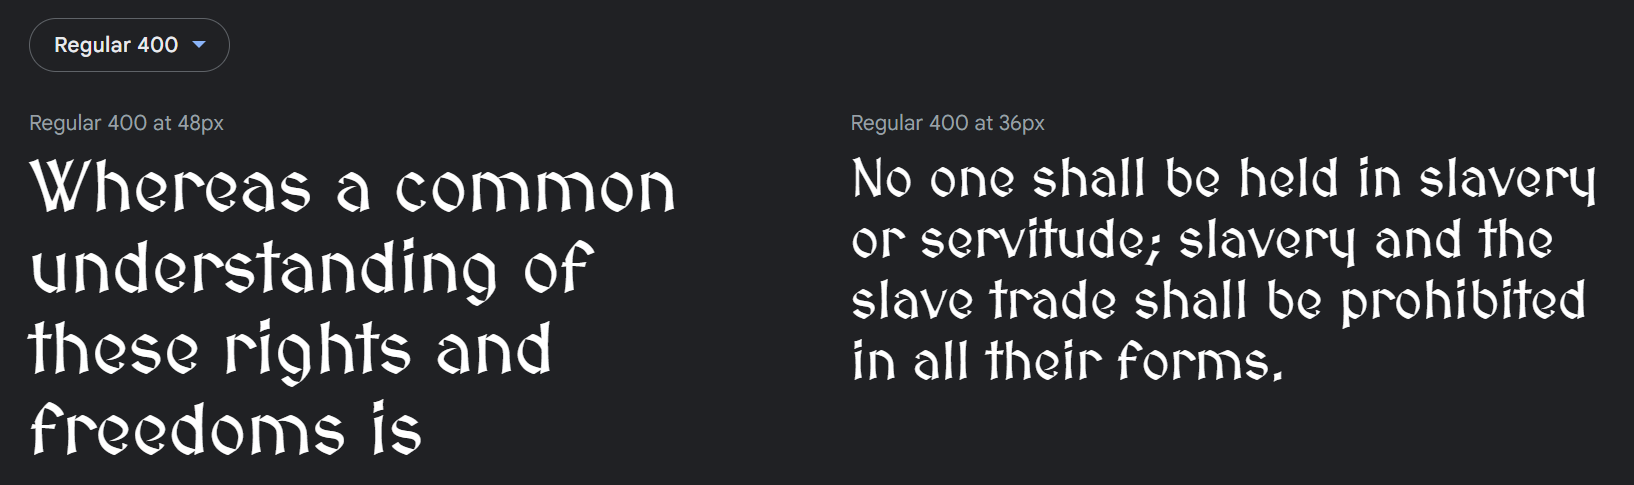 Regular 400
Regular 400 at 48px
Whereas a common
understanding of
these rights and
freedoms is
Regular 400 at 36px
No one shall be held in slavery
or servitude; slavery and the
slave trade shall be prohibited
in all their forms.